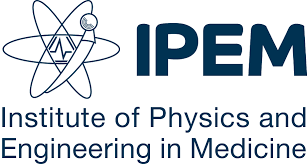 IPEM
Institute of Physics and
Engineering in Medicine